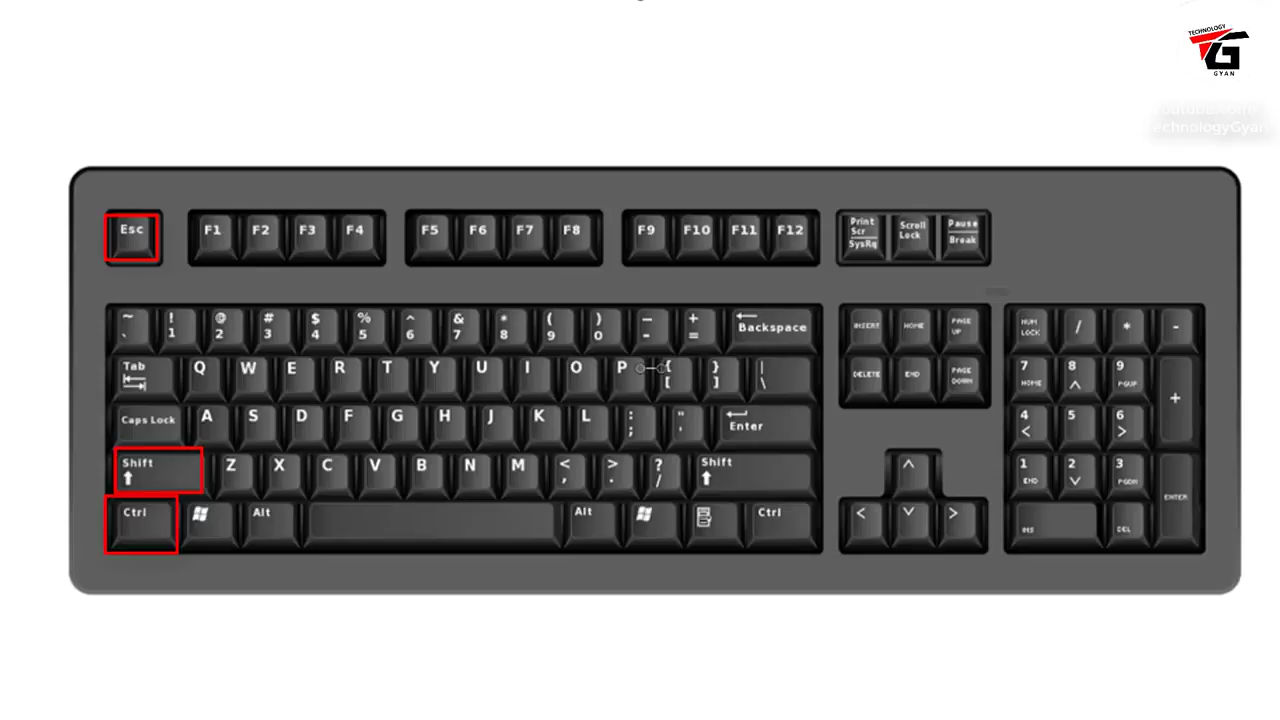 TECHNOLOGY
GYAN
TechnologyGyan
Esc F1 F2 F3 F4 F5 F6 F7 F8 F9 F10 F11 F12 Print Scroll Pause
Scr Lock Break
SysRq
~ ! @ # $ % ^ & * ( ) _ +
` 1 2 3 4 5 6 7 8 9 0 - = Backspace
INSERT HOME PAGE UP NUM LOCK / * -
Tab Q W E R T Y U I O P { } |
[ ] \
DELETE END PAGE DOWN 7 8 9 +
HOME ^ PGUP
Caps Lock A S D F G H J K L : " Enter
; '
4 5 6
< >
Shift Z X C V B N M < > ? Shift
, . /
^ 1 2 3 ENTER
END PGDN
Ctrl Alt Alt Ctrl
< > INS DEL